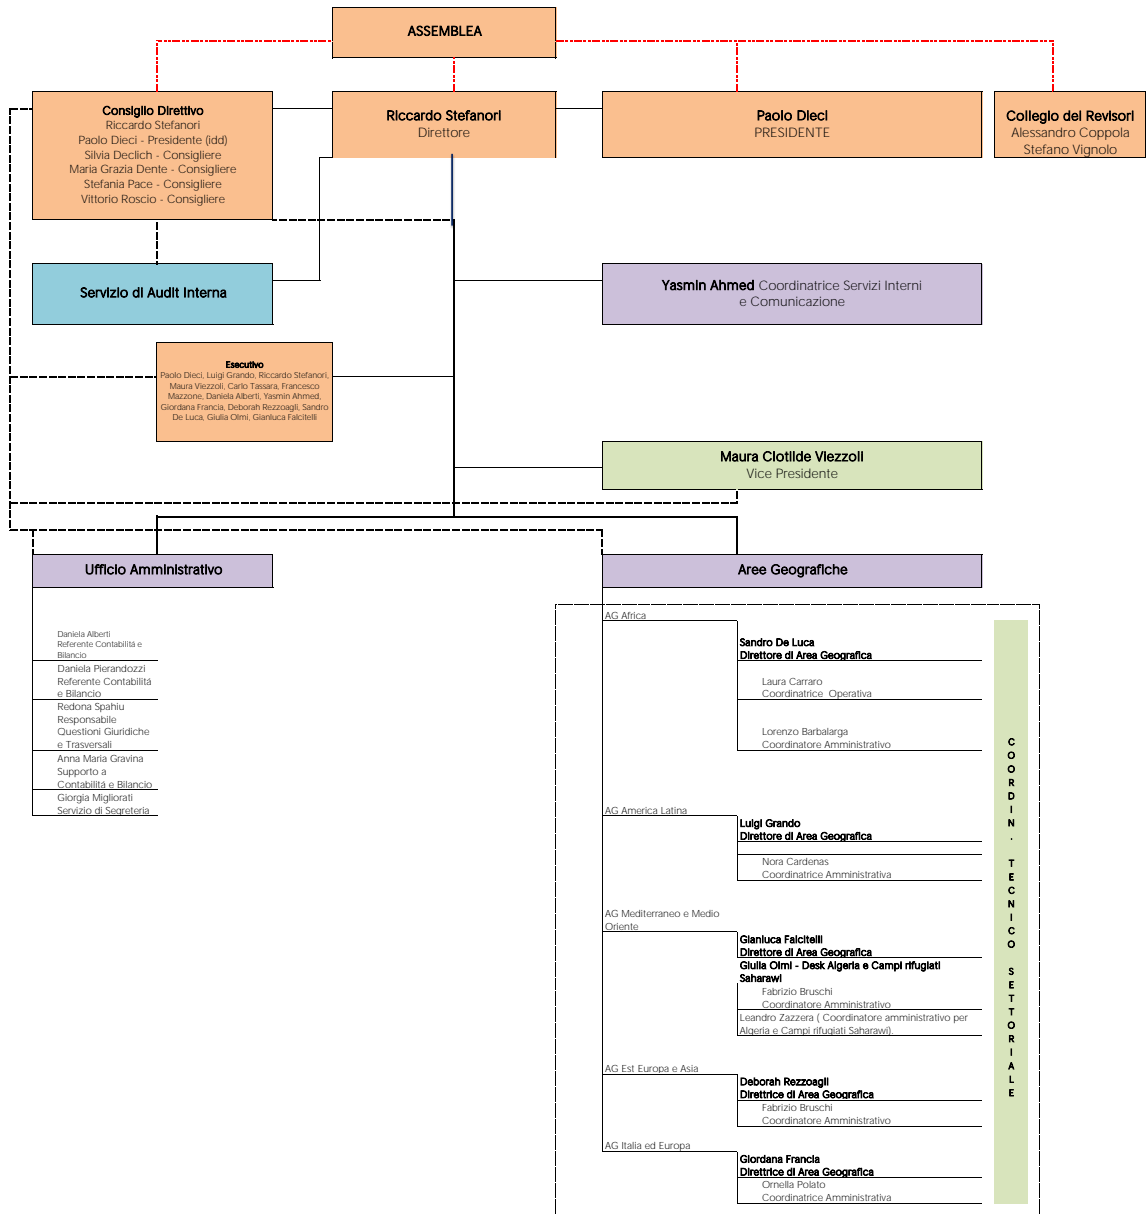 ASSEMBLEA
Consiglio Direttivo
Riccardo Stefanori
Paolo Dieci - Presidente (idd)
Silvia Declich - Consigliere
Maria Grazia Dente - Consigliere
Stefania Pace - Consigliere
Vittorio Roscio - Consigliere
Riccardo Stefanori
Direttore
Paolo Dieci
PRESIDENTE
Collegio dei Revisori
Alessandro Coppola
Stefano Vignolo
Servizio di Audit Interna
Yasmin Ahmed Coordinatrice Servizi Interni
e Comunicazione
Esecutivo
Paolo Dieci, Luigi Grando, Riccardo Stefanori,
Maura Viezzoli, Carlo Tassara, Francesco
Mazzone, Daniela Alberti, Yasmin Ahmed,
Giordana Francia, Deborah Rezzoagli, Sandro
De Luca, Giulia Olmi, Gianluca Falcitelli
Maura Clotilde Viezzoli
Vice Presidente
Ufficio Amministrativo
Daniela Alberti
Referente Contabilitá e
Bilancio
Daniela Pierandozzi
Referente Contabilitá
e Bilancio
Redona Spahiu
Responsabile
Questioni Giuridiche
e Trasversali
Anna Maria Gravina
Supporto a
Contabilitá e Bilancio
Giorgia Migliorati
Servizio di Segreteria
Aree Geografiche
AG Africa
Sandro De Luca
Direttore di Area Geografica
Laura Carraro
Coordinatrice  Operativa
Lorenzo Barbalarga
Coordinatore Amministrativo
AG America Latina
Luigi Grando
Direttore di Area Geografica
Nora Cardenas
Coordinatrice Amministrativa
AG Mediterraneo e Medio
Oriente
Gianluca Falcitelli
Direttore di Area Geografica
Giulia Olmi - Desk Algeria e Campi rifugiati
Saharawi
Fabrizio Bruschi
Coordinatore Amministrativo
Leandro Zazzera ( Coordinatore amministrativo per
Algeria e Campi rifugiati Saharawi).
AG Est Europa e Asia
Deborah Rezzoagli
Direttrice di Area Geografica
Fabrizio Bruschi
Coordinatore Amministrativo
AG Italia ed Europa
Giordana Francia
Direttrice di Area Geografica
Ornella Polato
Coordinatrice Amministrativa
COORDIN. TECNICO SETTORIALE